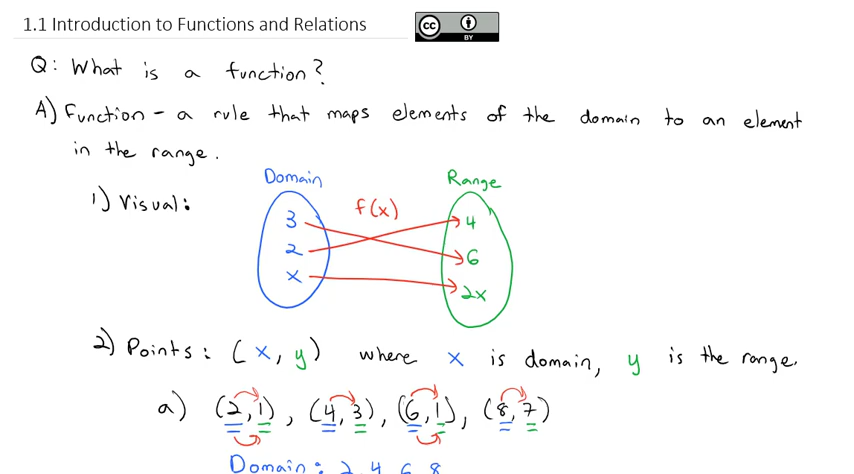 1.1 Introduction to Functions and Relations
cc BY
Q: What is a function?
A) Function - a rule that maps elements of the domain to an element
in the range.
Domain
Range
1) Visual:
f(x)
3
4
2
6
x
2x
2) Points: (x, y) where x is domain, y is the range.
a) (2,1), (4,3), (6,1), (8,7)
Domain: 2, 4, 6, 8